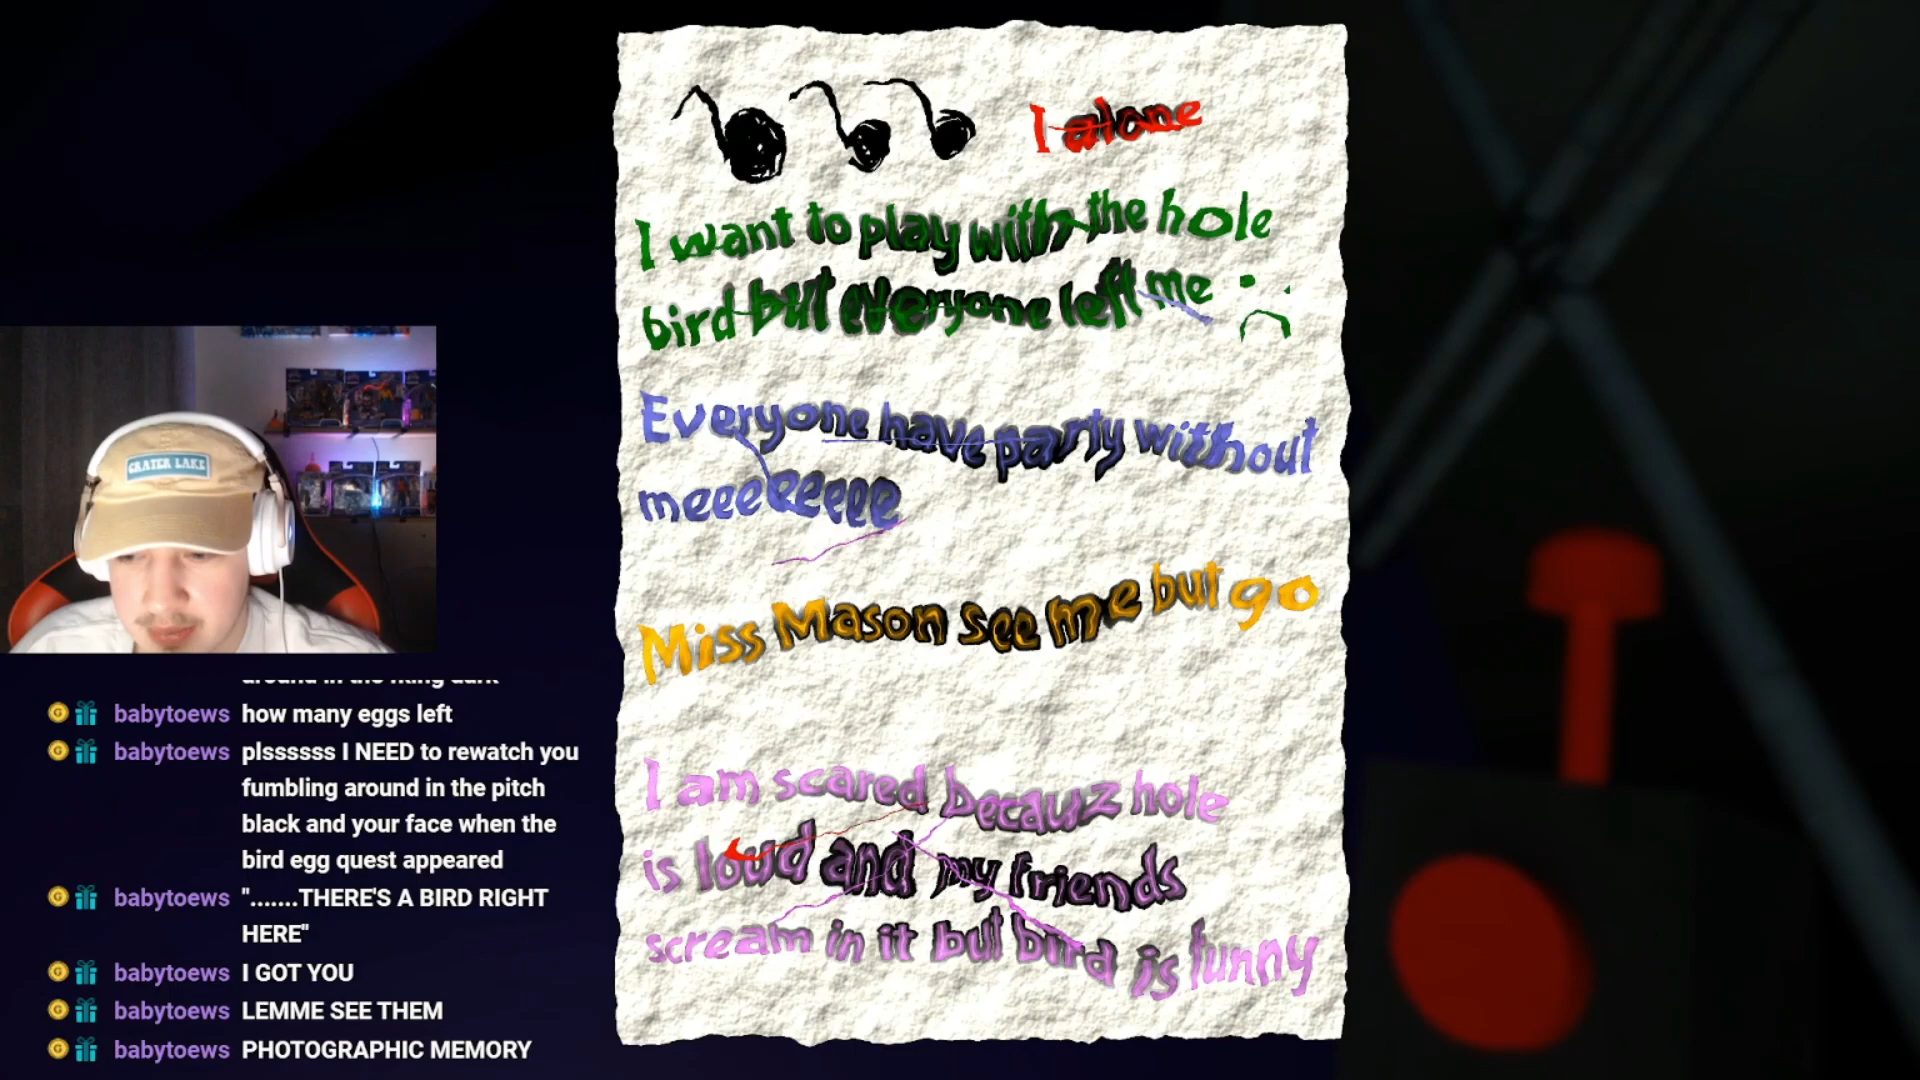 I alone
I want to play with the hole
bird but everyone left me :(
Everyone have party without
meeeeeeee
Miss Mason see me but go
I am scared becauz hole
is loud and my friends
scream in it but bird is funny
CRATER LAKE
babytoews how many eggs left
babytoews plssssss I NEED to rewatch you
fumbling around in the pitch
black and your face when the
bird egg quest appeared
babytoews ".......THERE'S A BIRD RIGHT
HERE"
babytoews I GOT YOU
babytoews LEMME SEE THEM
babytoews PHOTOGRAPHIC MEMORY